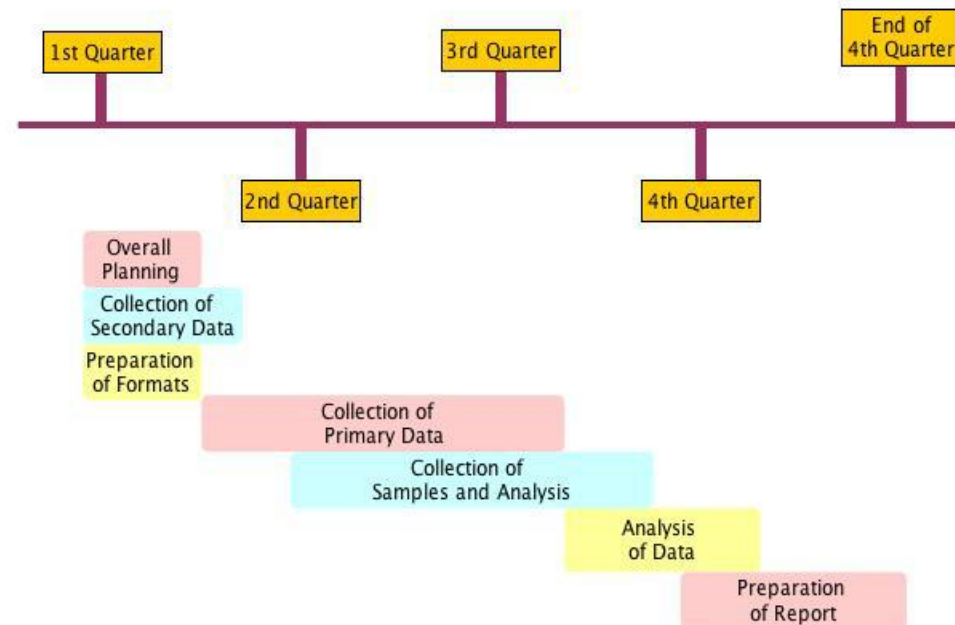 1st Quarter
3rd Quarter
End of
4th Quarter
2nd Quarter
4th Quarter
Overall
Planning
Collection of
Secondary Data
Preparation
of Formats
Collection of
Primary Data
Collection of
Samples and Analysis
Analysis
of Data
Preparation
of Report